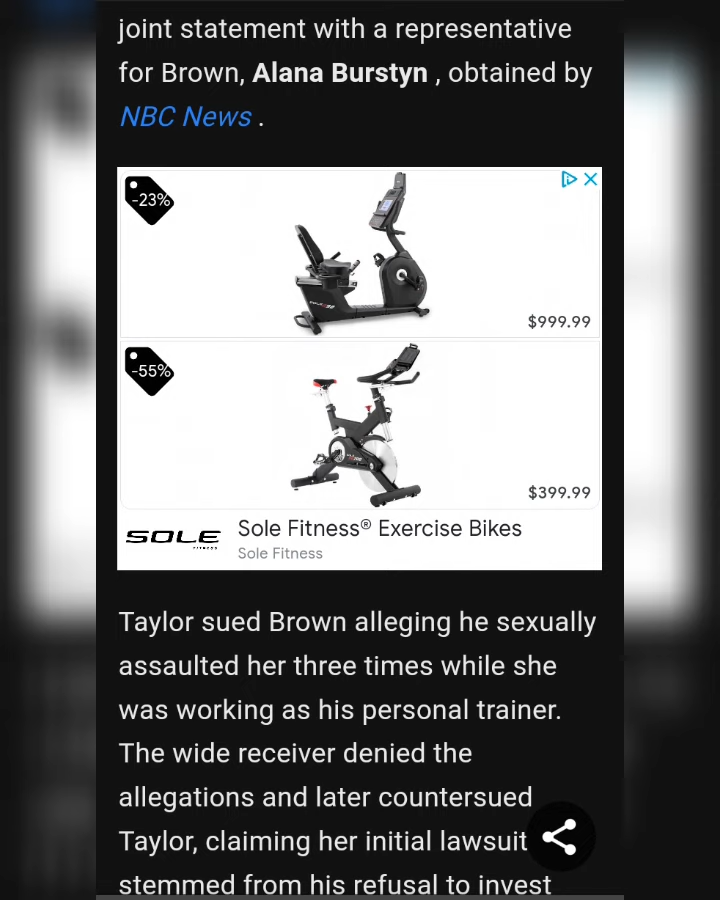 joint statement with a representative
for Brown, Alana Burstyn , obtained by
NBC News .
-23%
$999.99
-55%
$399.99
SOLE
FITNESS
Sole Fitness® Exercise Bikes
Sole Fitness
Taylor sued Brown alleging he sexually
assaulted her three times while she
was working as his personal trainer.
The wide receiver denied the
allegations and later countersued
Taylor, claiming her initial lawsuit
stemmed from his refusal to invest